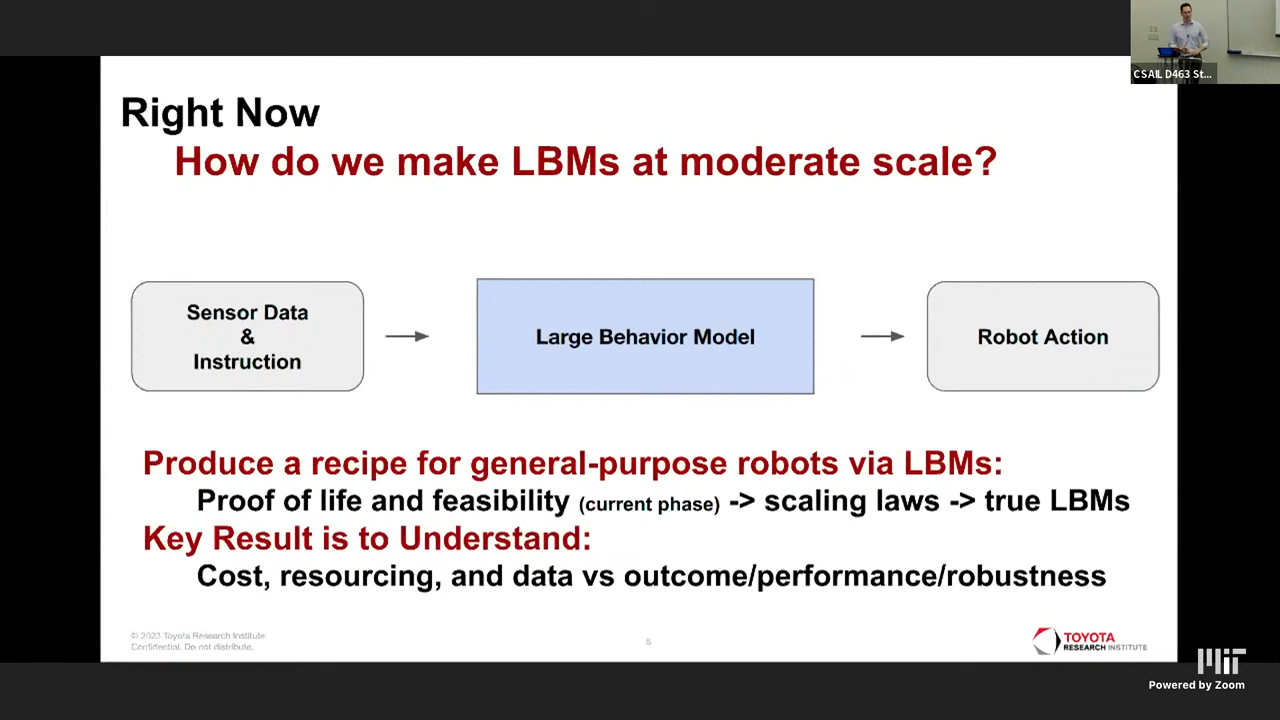 CSAIL D463 St...
Right Now
How do we make LBMs at moderate scale?
Sensor Data
&
Instruction
Large Behavior Model
Robot Action
Produce a recipe for general-purpose robots via LBMs:
Proof of life and feasibility (current phase) -> scaling laws -> true LBMs
Key Result is to Understand:
Cost, resourcing, and data vs outcome/performance/robustness
© 2023 Toyota Research Institute.
Confidential. Do not distribute.
5
TOYOTA
RESEARCH INSTITUTE
MIT
Powered by Zoom